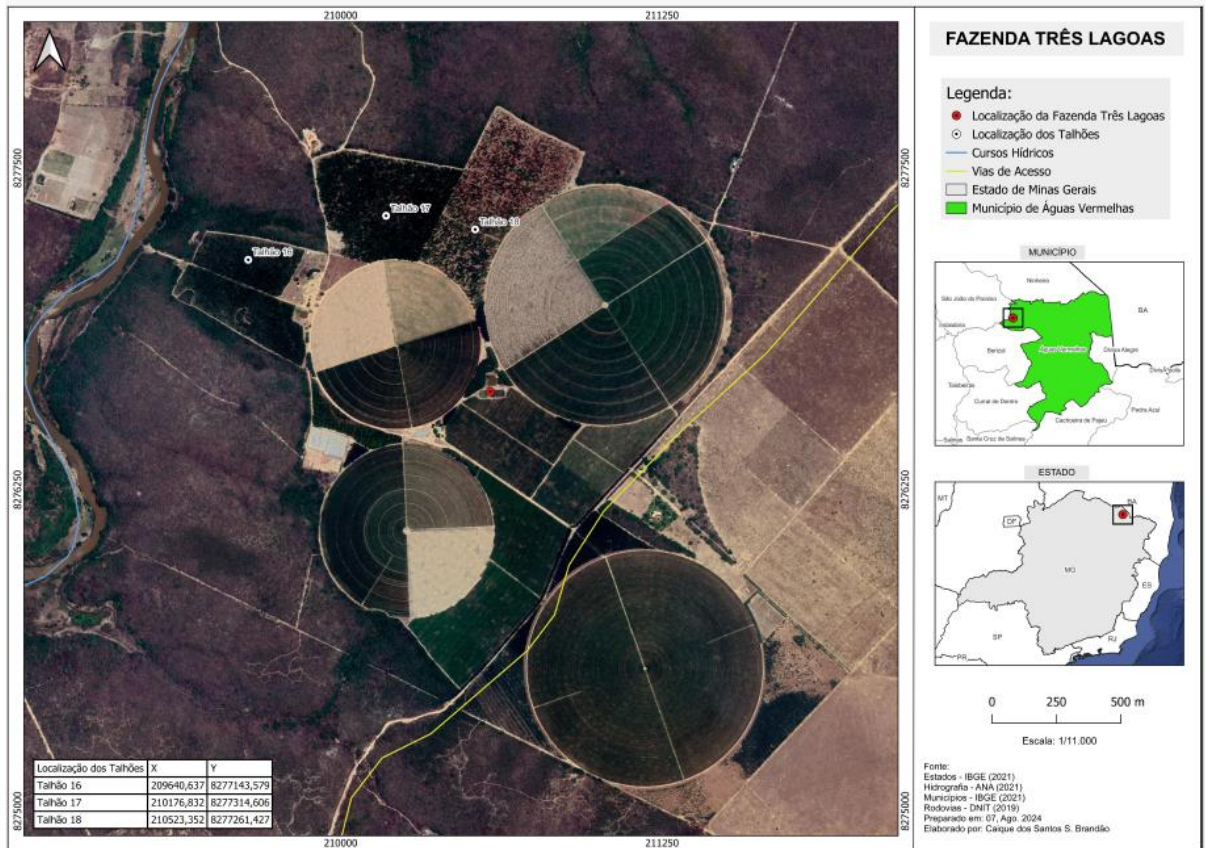 210000
211250
8277500
8276250
8275000
Talhão 17
Talhão 18
Talhão 16
Localização dos Talhões X Y
Talhão 16 209640,637 8277143,579
Talhão 17 210176,832 8277314,606
Talhão 18 210523,352 8277261,427
210000
211250
8277500
8276250
8275000
FAZENDA TRÊS LAGOAS
Legenda:
Localização da Fazenda Três Lagoas
Localização dos Talhões
Cursos Hídricos
Vias de Acesso
Estado de Minas Gerais
Município de Águas Vermelhas
MUNICÍPIO
Ninheira
São João do Paraíso
BA
Indaiabira
Berizal
Águas Vermelhas
Divisa Alegre
Taiobeiras
Curral de Dentro
Pedra Azul
Cachoeira de Pajeú
Salinas
Santa Cruz de Salinas
ESTADO
MT
BA
DF
MG
ES
SP
RJ
PR
0 250 500 m
Escala: 1/11.000
Fonte:
Estados - IBGE (2021)
Hidrografia - ANA (2021)
Municípios - IBGE (2021)
Rodovias - DNIT (2019)
Preparado em: 07, Ago. 2024
Elaborado por: Caique dos Santos S. Brandão